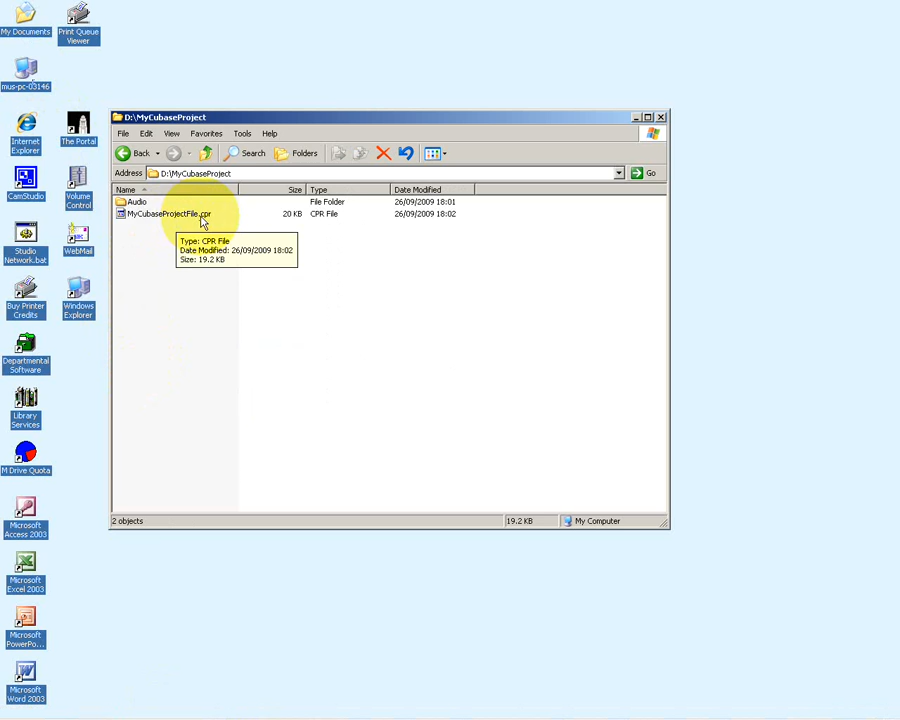 My Documents
Print Queue
Viewer
mus-pc-03146
Internet
Explorer
The Portal
CamStudio
Volume
Control
Studio
Network.bat
WebMail
Buy Printer
Credits
Windows
Explorer
Departmental
Software
Library
Services
M Drive Quota
Microsoft
Access 2003
Microsoft
Excel 2003
Microsoft
PowerPo...
Microsoft
Word 2003
D:\MyCubaseProject
File Edit View Favorites Tools Help
Back Search Folders
Address D:\MyCubaseProject Go
Name Size Type Date Modified
Audio File Folder 26/09/2009 18:01
MyCubaseProjectFile.cpr 20 KB CPR File 26/09/2009 18:02
Type: CPR File
Date Modified: 26/09/2009 18:02
Size: 19.2 KB
2 objects 19.2 KB My Computer